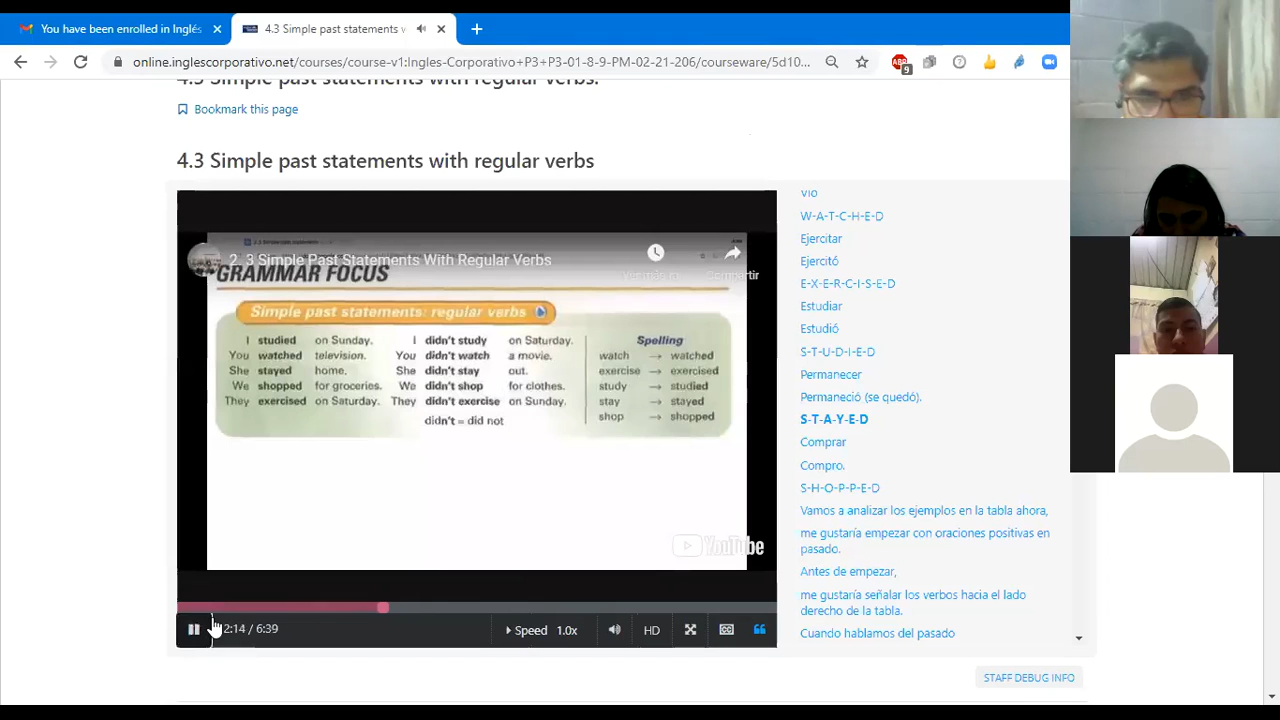 You have been enrolled in Inglés
4.3 Simple past statements w
online.inglescorporativo.net/courses/course-v1:Ingles-Corporativo+P3+P3-01-8-9-PM-02-21-206/courseware/5d10...
ABP
9
4.3 Simple past statements with regular verbs.
Bookmark this page
4.3 Simple past statements with regular verbs
2. 3 Simple Past Statements With Regular Verbs
Compartir
GRAMMAR FOCUS
Simple past statements: regular verbs
I studied on Sunday. I didn't study on Saturday.
You watched television. You didn't watch a movie.
She stayed home. She didn't stay out.
We shopped for groceries. We didn't shop for clothes.
They exercised on Saturday. They didn't exercise on Sunday.
didn't = did not
Spelling
watch → watched
exercise → exercised
study → studied
stay → stayed
shop → shopped
YouTube
2:14 / 6:39
Speed 1.0x
HD
Vio
W-A-T-C-H-E-D
Ejercitar
Ejercitó
E-X-E-R-C-I-S-E-D
Estudiar
Estudió
S-T-U-D-I-E-D
Permanecer
Permaneció (se quedó).
S-T-A-Y-E-D
Comprar
Compro.
S-H-O-P-P-E-D
Vamos a analizar los ejemplos en la tabla ahora,
me gustaría empezar con oraciones positivas en
pasado.
Antes de empezar,
me gustaría señalar los verbos hacia el lado
derecho de la tabla.
Cuando hablamos del pasado
STAFF DEBUG INFO